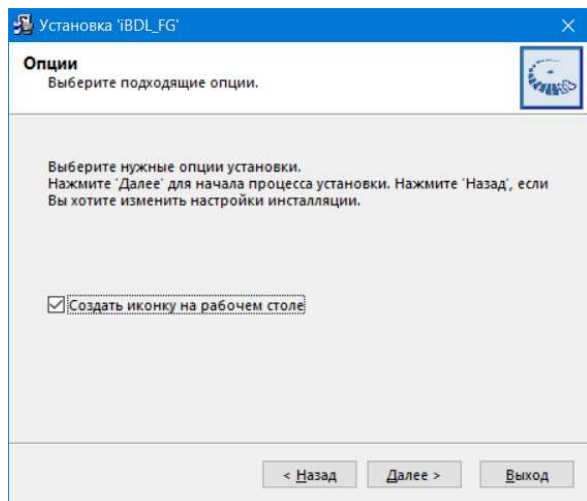 Установка 'iBDL_FG'
Опции
Выберите подходящие опции.
Выберите нужные опции установки.
Нажмите 'Далее' для начала процесса установки. Нажмите 'Назад', если
Вы хотите изменить настройки инсталляции.
Создать иконку на рабочем столе
< Назад
Далее >
Выход